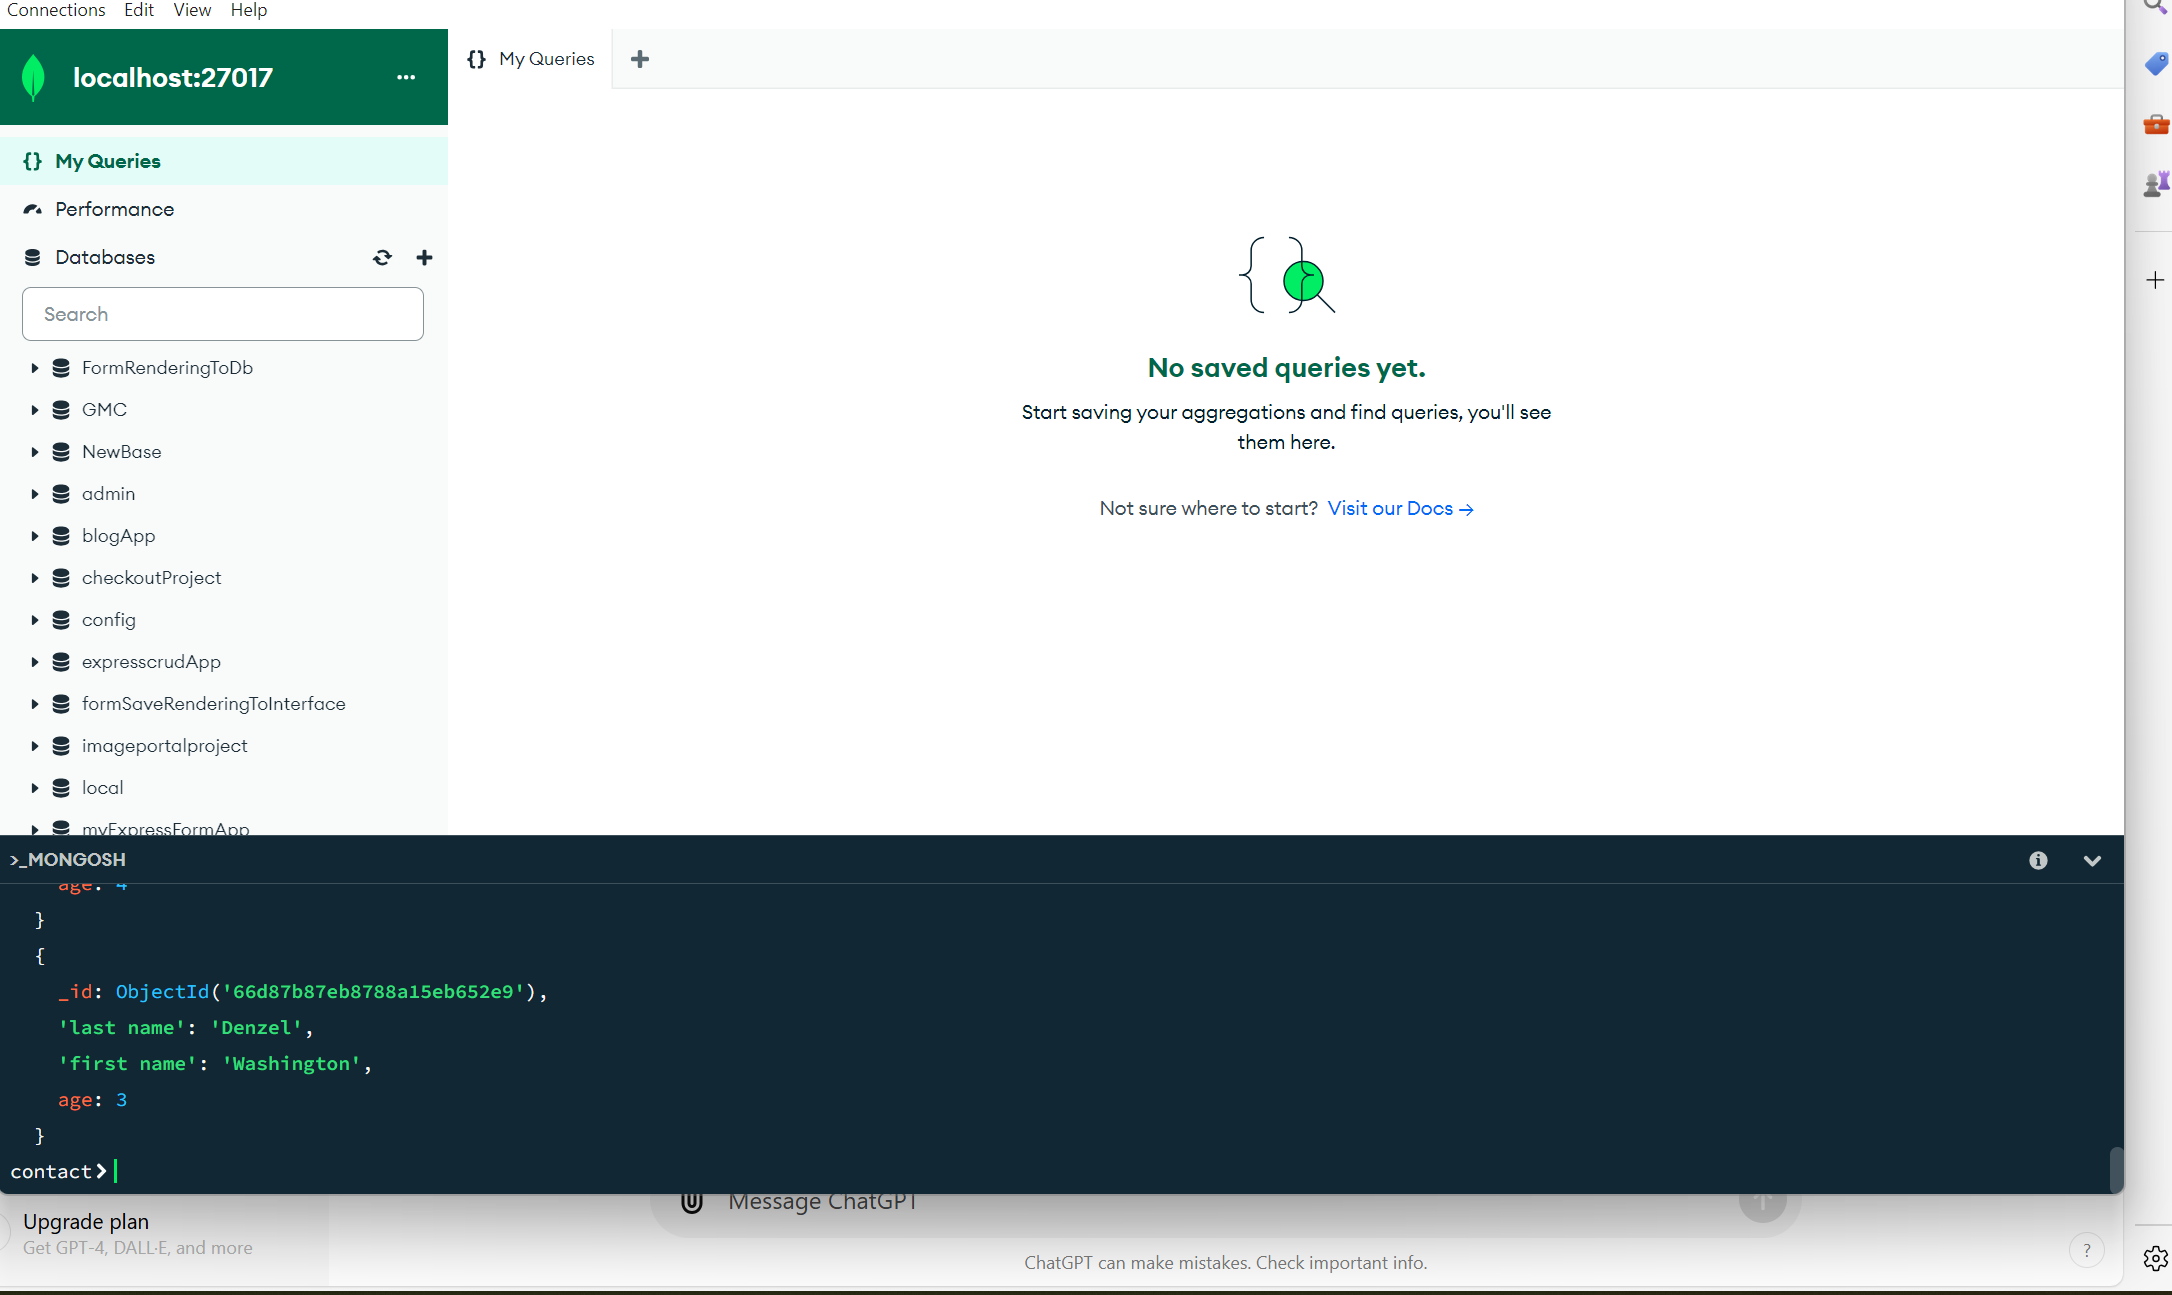 Connections Edit View Help
localhost:27017
My Queries
Performance
Databases
Search
FormRenderingToDb
GMC
NewBase
admin
blogApp
checkoutProject
config
expresscrudApp
formSaveRenderingToInterface
imageportalproject
local
myExpressFormApp
{} My Queries
No saved queries yet.
Start saving your aggregations and find queries, you'll see
them here.
Not sure where to start? Visit our Docs →
>_MONGOSH
age: 4
}
{
_id: ObjectId('66d87b87eb8788a15eb652e9'),
'last name': 'Denzel',
'first name': 'Washington',
age: 3
}
contact>
Upgrade plan
Get GPT-4, DALL·E, and more
Message ChatGPT
ChatGPT can make mistakes. Check important info.
?